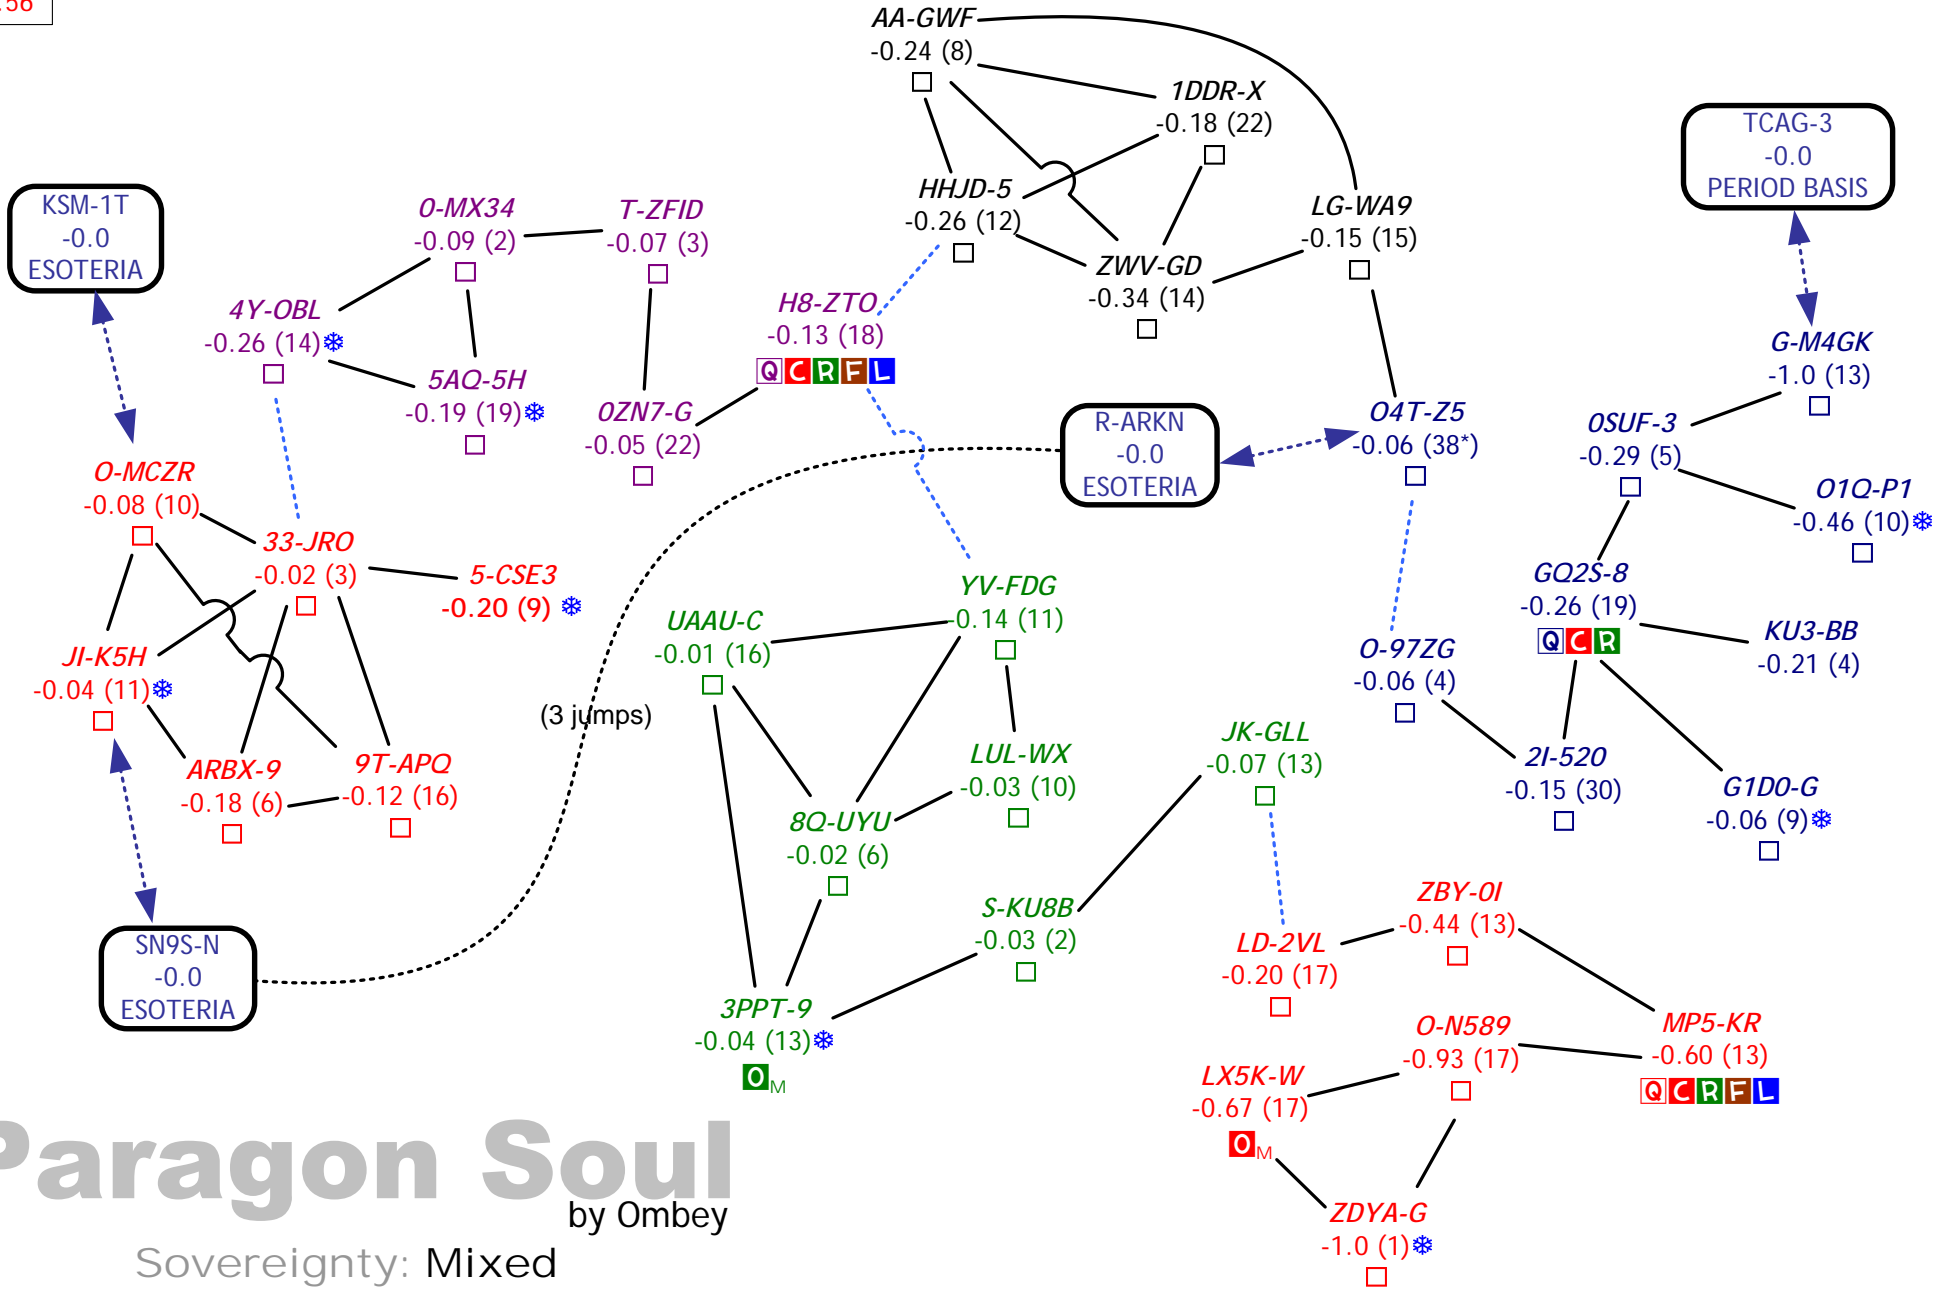 .56
AA-GWF
-0.24 (8)
1DDR-X
-0.18 (22)
TCAG-3
-0.0
PERIOD BASIS
KSM-1T
-0.0
ESOTERIA
0-MX34
-0.09 (2)
T-ZFID
-0.07 (3)
HHJD-5
-0.26 (12)
LG-WA9
-0.15 (15)
ZWV-GD
-0.34 (14)
4Y-OBL
-0.26 (14)
H8-ZTO
-0.13 (18)
Q C R F L
G-M4GK
-1.0 (13)
5AQ-5H
-0.19 (19)
0ZN7-G
-0.05 (22)
R-ARKN
-0.0
ESOTERIA
O4T-Z5
-0.06 (38*)
0SUF-3
-0.29 (5)
O1Q-P1
-0.46 (10)
O-MCZR
-0.08 (10)
33-JRO
-0.02 (3)
5-CSE3
-0.20 (9)
YV-FDG
-0.14 (11)
GQ2S-8
-0.26 (19)
Q C R
KU3-BB
-0.21 (4)
UAAU-C
-0.01 (16)
JI-K5H
-0.04 (11)
O-97ZG
-0.06 (4)
(3 jumps)
JK-GLL
-0.07 (13)
LUL-WX
-0.03 (10)
2I-520
-0.15 (30)
G1D0-G
-0.06 (9)
ARBX-9
-0.18 (6)
9T-APQ
-0.12 (16)
8Q-UYU
-0.02 (6)
S-KU8B
-0.03 (2)
ZBY-0I
-0.44 (13)
LD-2VL
-0.20 (17)
SN9S-N
-0.0
ESOTERIA
3PPT-9
-0.04 (13)
O M
O-N589
-0.93 (17)
MP5-KR
-0.60 (13)
Q C R F L
LX5K-W
-0.67 (17)
O M
ZDYA-G
-1.0 (1)
Paragon Soul
by Ombey
Sovereignty: Mixed